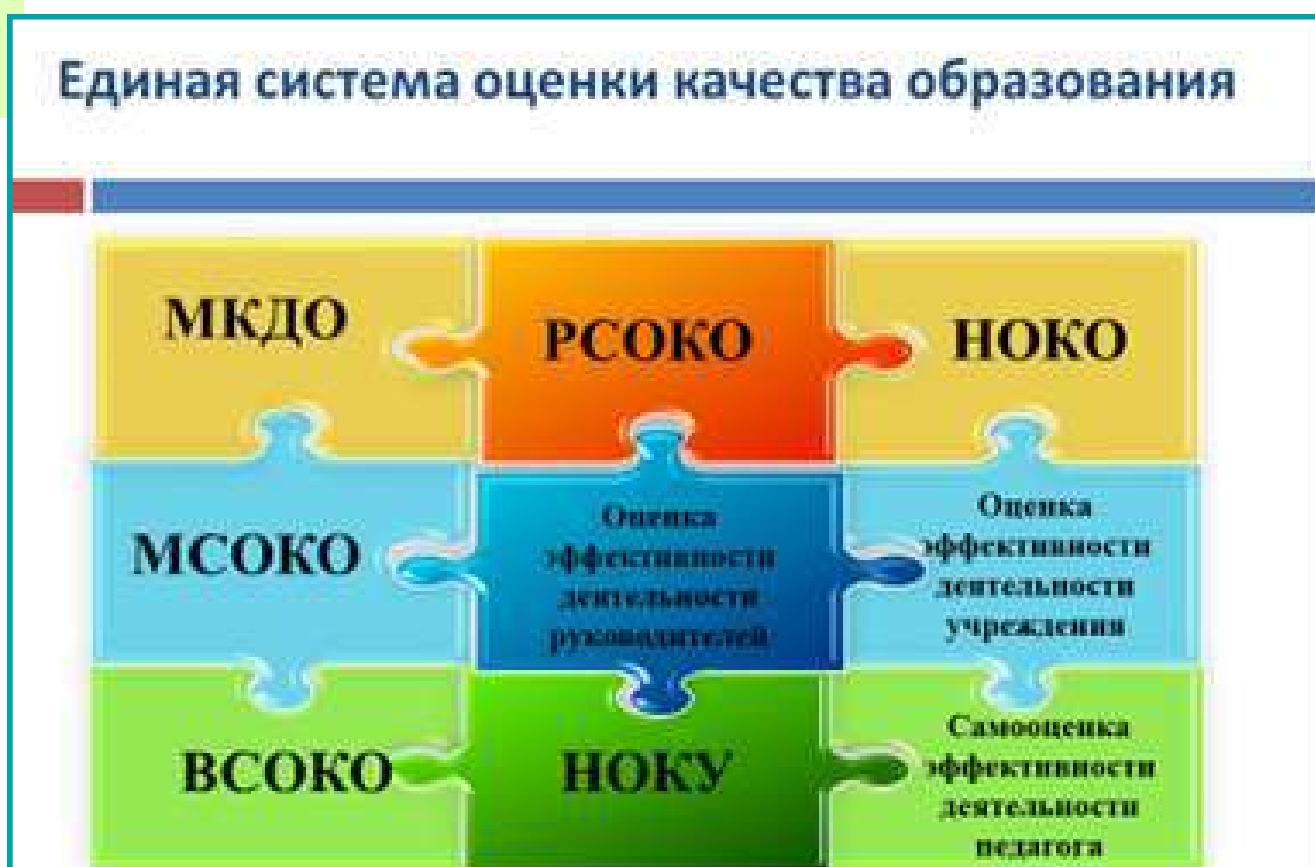 Единая система оценки качества образования
МКДО
РСОКО
НОКО
МСОКО
Оценка
эффективности
деятельности
руководителей
Оценка
эффективности
деятельности
учреждения
ВСОКО
НОКУ
Самооценка
эффективности
деятельности
педагога